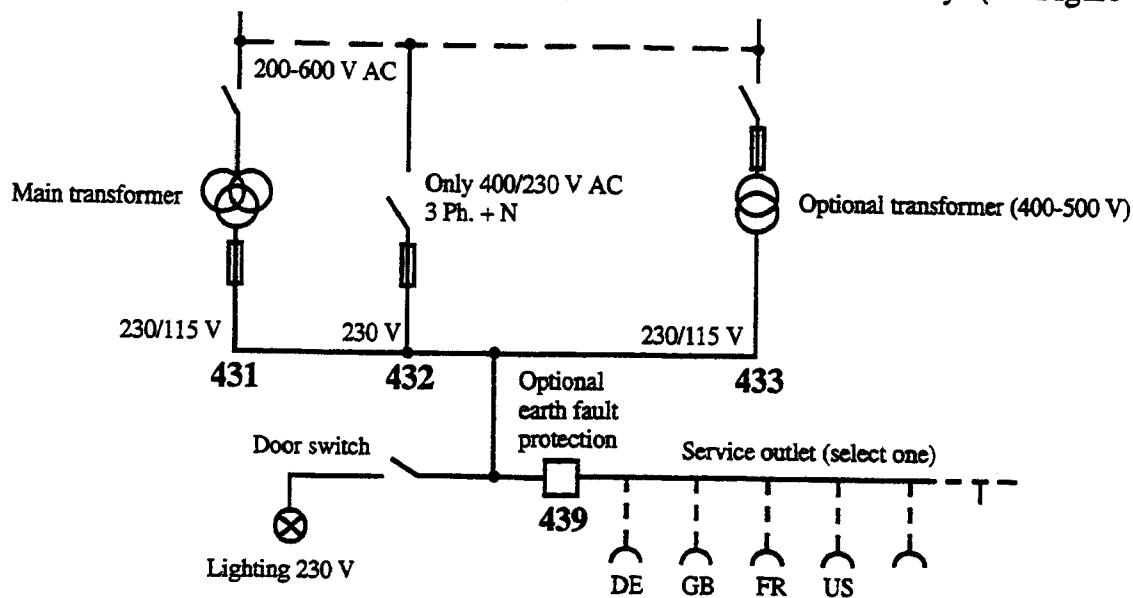 200-600 V AC
Main transformer
Only 400/230 V AC
3 Ph. + N
Optional transformer (400-500 V)
230/115 V
230 V
230/115 V
431
432
433
Optional
earth fault
protection
Door switch
Service outlet (select one)
439
Lighting 230 V
DE
GB
FR
US